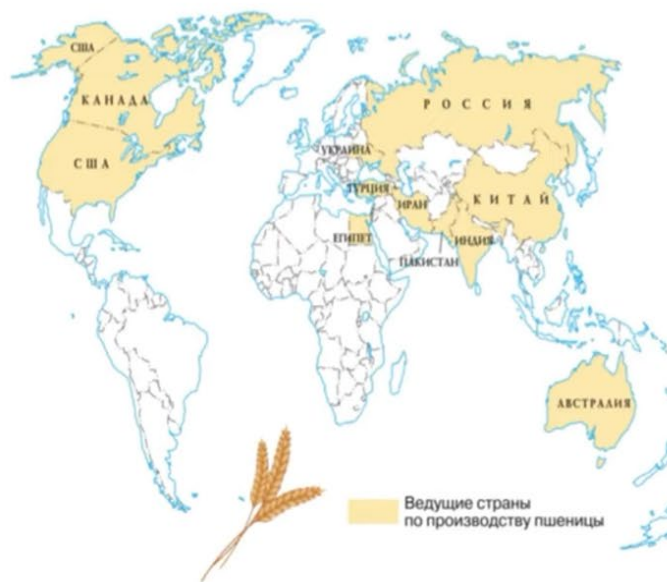 США
КАНАДА
США
РОССИЯ
УКРАИНА
ТУРЦИЯ
ИРАН
КИТАЙ
ЕГИПЕТ
ИНДИЯ
ПАКИСТАН
АВСТРАЛИЯ
Ведущие страны
по производству пшеницы